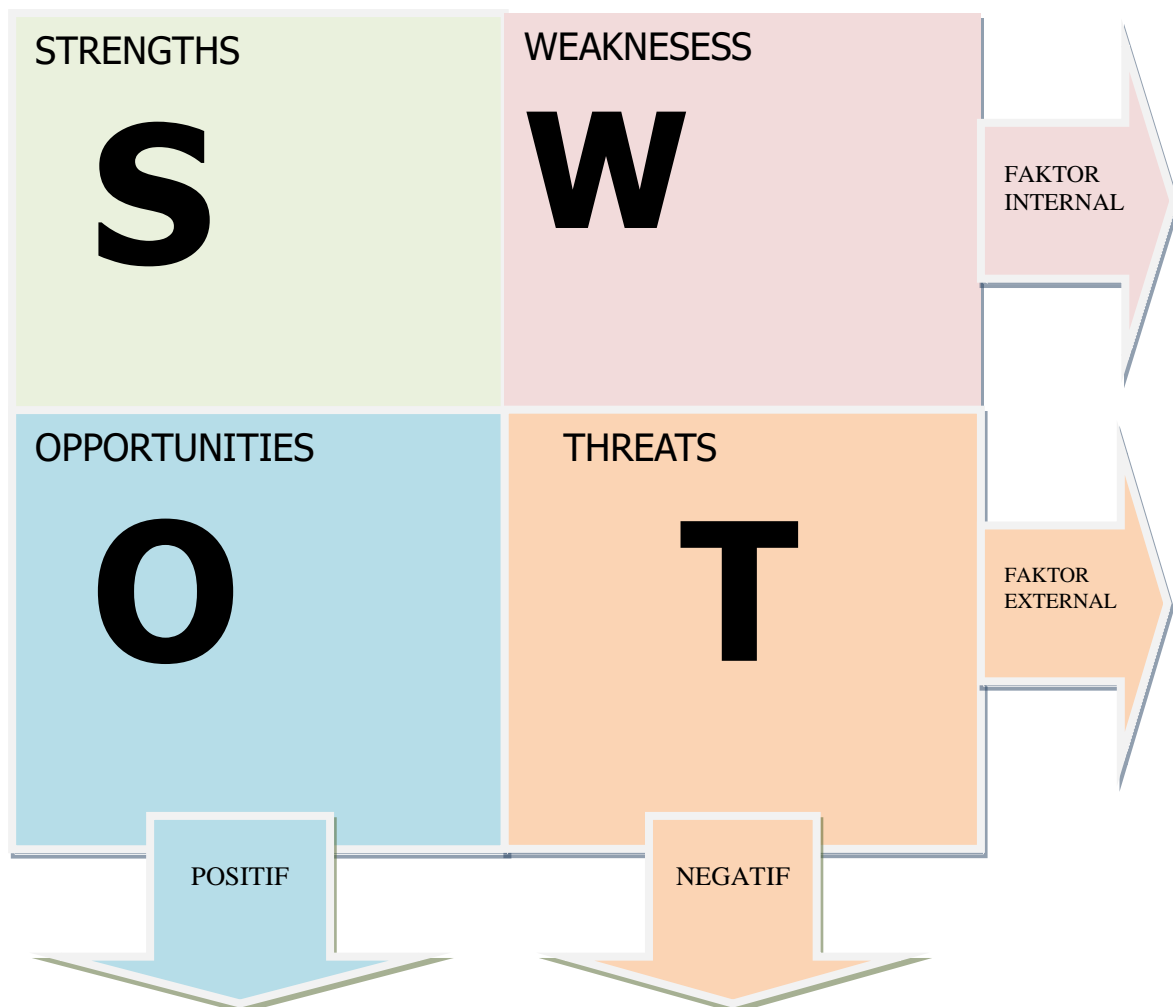 STRENGTHS
WEAKNESESS
S
W
FAKTOR
INTERNAL
OPPORTUNITIES
THREATS
O
T
FAKTOR
EXTERNAL
POSITIF
NEGATIF